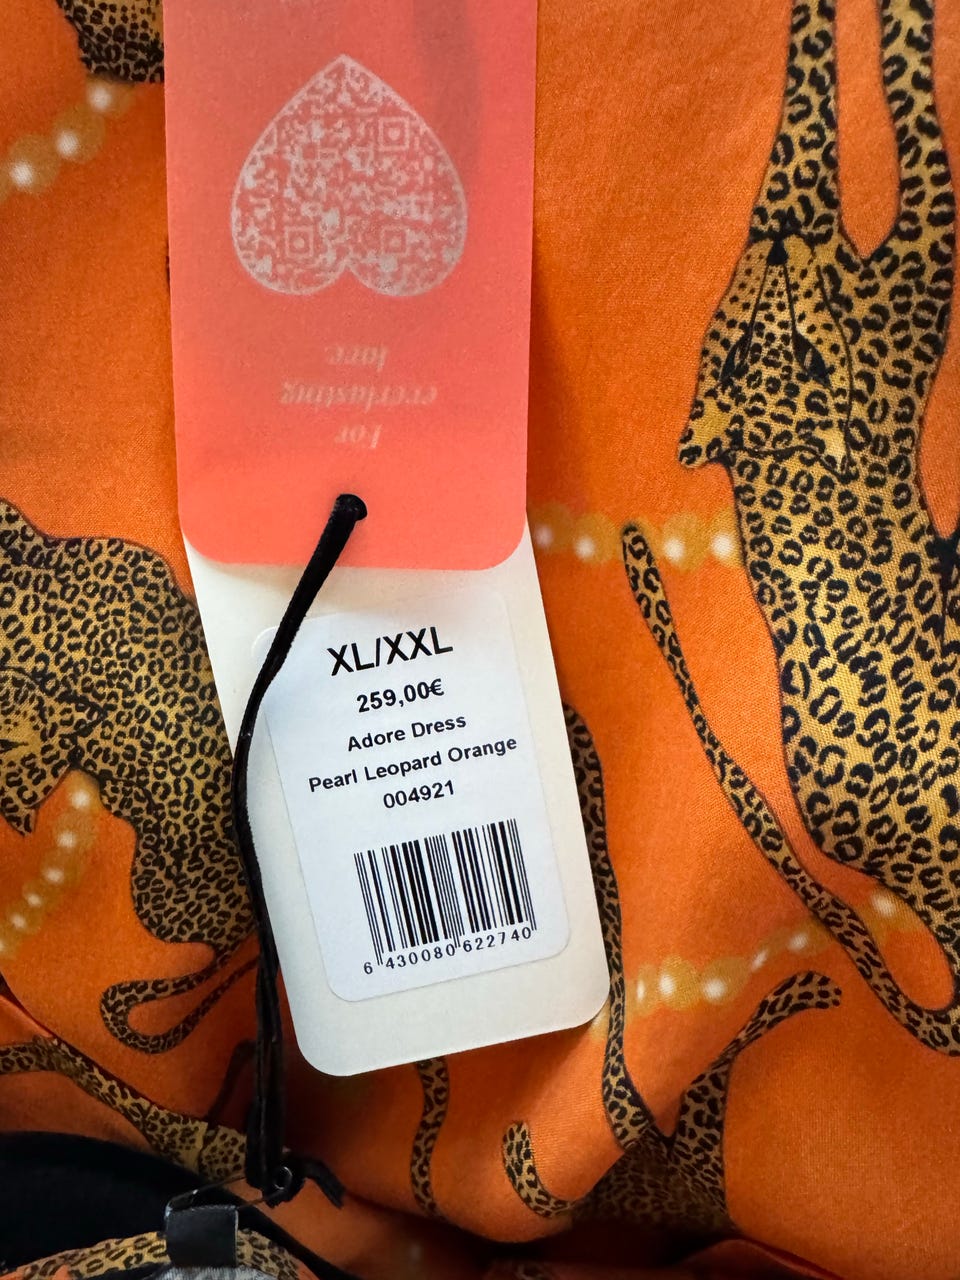 For
everlasting
love.
XL/XXL
259,00€
Adore Dress
Pearl Leopard Orange
004921
6 430080 622740